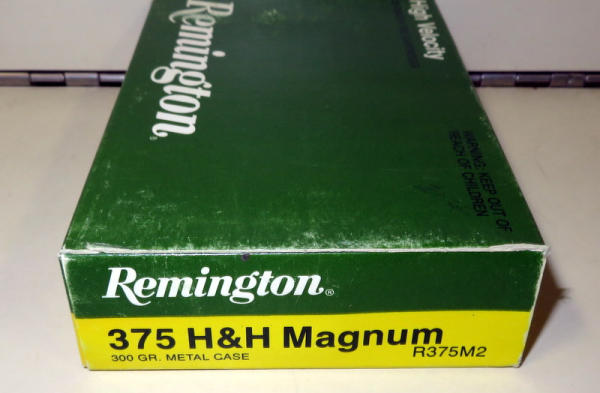 Remington®
High Velocity
WARNING: KEEP OUT OF
REACH OF CHILDREN
Remington®
375 H&H Magnum
300 GR. METAL CASE
R375M2